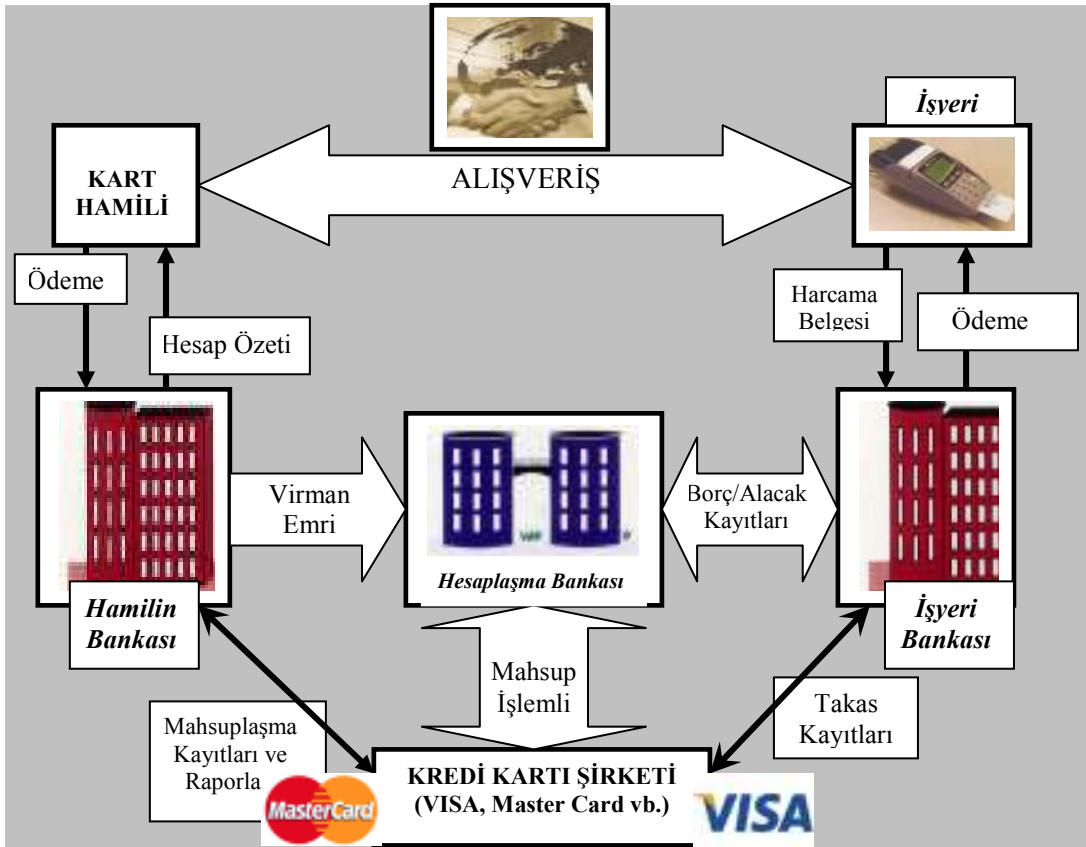 İşyeri
KART
HAMİLİ
ALIŞVERİŞ
Ödeme
Hesap Özeti
Harcama
Belgesi
Ödeme
Virman
Emri
Hesaplaşma Bankası
Borç/Alacak
Kayıtları
Hamilin
Bankası
İşyeri
Bankası
Mahsup
İşlemli
Mahsuplaşma
Kayıtları ve
Raporla
Takas
Kayıtları
KREDİ KARTI ŞİRKETİ
(VISA, Master Card vb.)
MasterCard
VISA